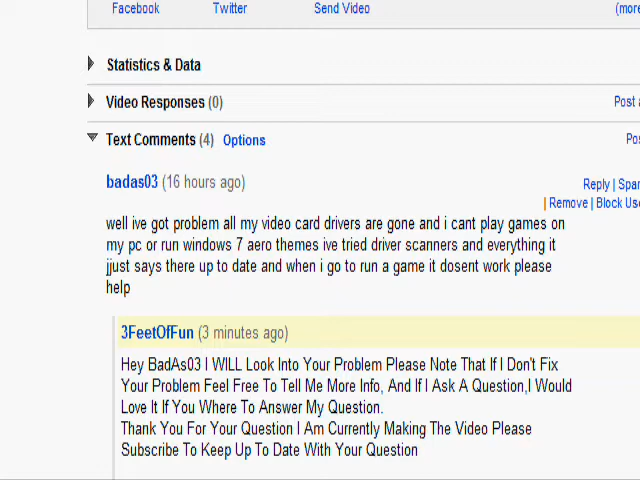 Facebook Twitter Send Video (more
Statistics & Data
Video Responses (0) Post a
Text Comments (4) Options Pos
badas03 (16 hours ago) Reply | Spam
| Remove | Block Use
well ive got problem all my video card drivers are gone and i cant play games on
my pc or run windows 7 aero themes ive tried driver scanners and everything it
jjust says there up to date and when i go to run a game it dosent work please
help
3FeetOfFun (3 minutes ago)
Hey BadAs03 I WILL Look Into Your Problem Please Note That If I Don't Fix
Your Problem Feel Free To Tell Me More Info, And If I Ask A Question,I Would
Love It If You Where To Answer My Question.
Thank You For Your Question I Am Currently Making The Video Please
Subscribe To Keep Up To Date With Your Question